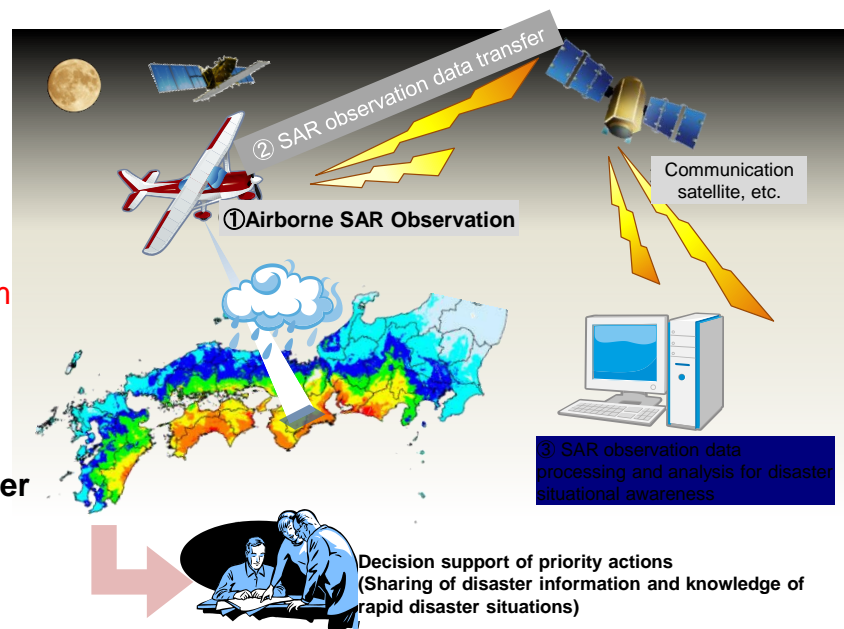 ② SAR observation data transfer
Communication
satellite, etc.
①Airborne SAR Observation
③ SAR observation data
processing and analysis for disaster
situational awareness
er
Decision support of priority actions
(Sharing of disaster information and knowledge of
rapid disaster situations)